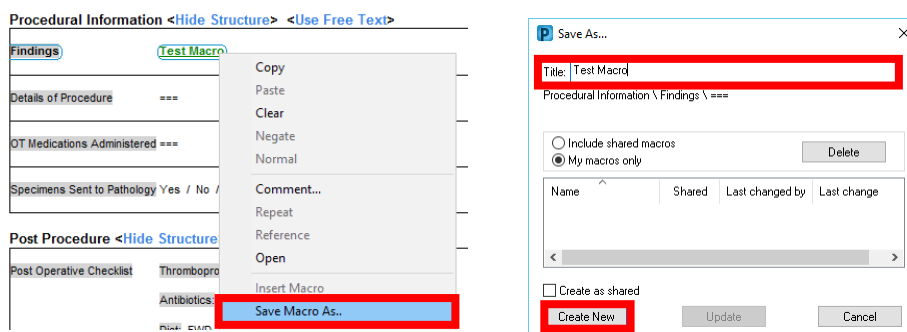 Procedural Information <Hide Structure> <Use Free Text>
Findings Test Macro
Details of Procedure ===
OT Medications Administered ===
Specimens Sent to Pathology Yes / No /
Post Procedure <Hide Structure
Post Operative Checklist Thrombopro
Antibiotics:
Diet: FWD
Copy
Paste
Clear
Negate
Normal
Comment...
Repeat
Reference
Open
Insert Macro
Save Macro As..
Save As...
Title: Test Macro
Procedural Information \ Findings \ ===
Include shared macros
My macros only
Delete
Name Shared Last changed by Last change
Create as shared
Create New Update Cancel